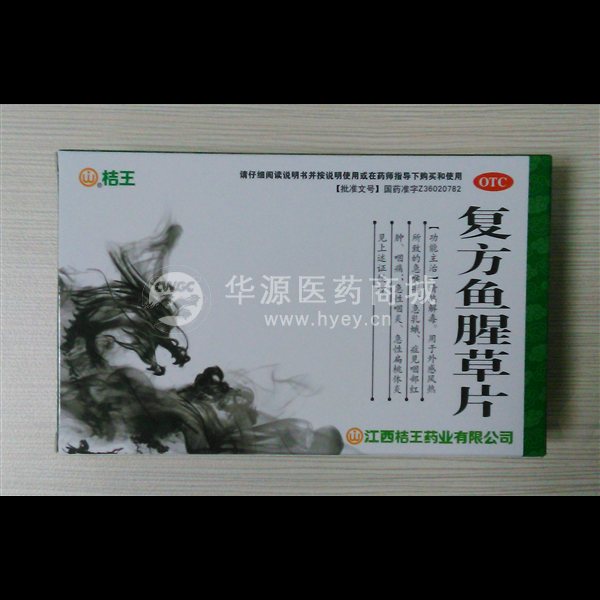 桔王
请仔细阅读说明书并按说明使用或在药师指导下购买和使用
【批准文号】国药准字Z36020782
OTC
复方鱼腥草片
【功能主治】清热解毒。用于外感风热
所致的急喉痹、急乳蛾，症见咽部红
肿、咽痛；急性咽炎、急性扁桃体炎
见上述证候者。
CWCC
华源医药商城
www.hyey.cn
江西桔王药业有限公司